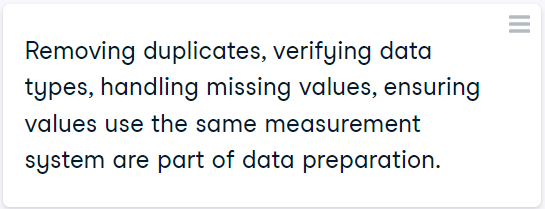 Removing duplicates, verifying data
types, handling missing values, ensuring
values use the same measurement
system are part of data preparation.